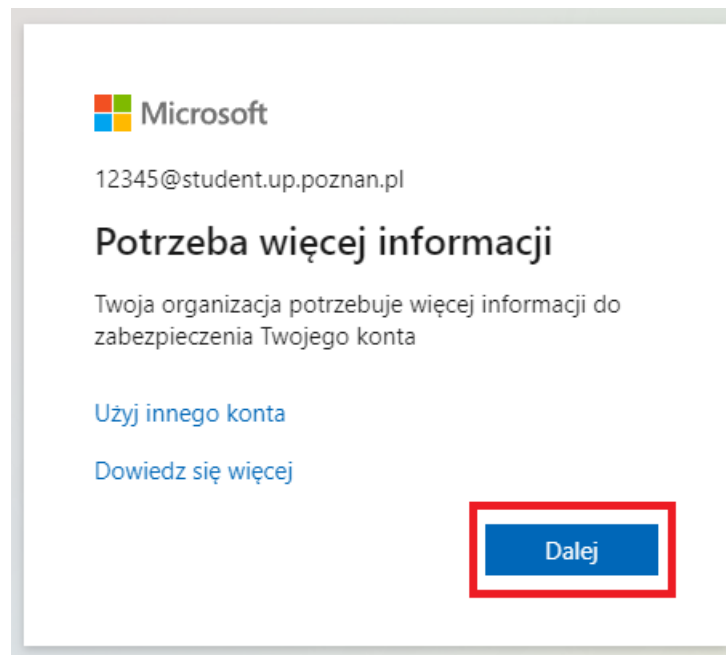 Microsoft
12345@student.up.poznan.pl
Potrzeba więcej informacji
Twoja organizacja potrzebuje więcej informacji do
zabezpieczenia Twojego konta
Użyj innego konta
Dowiedz się więcej
Dalej